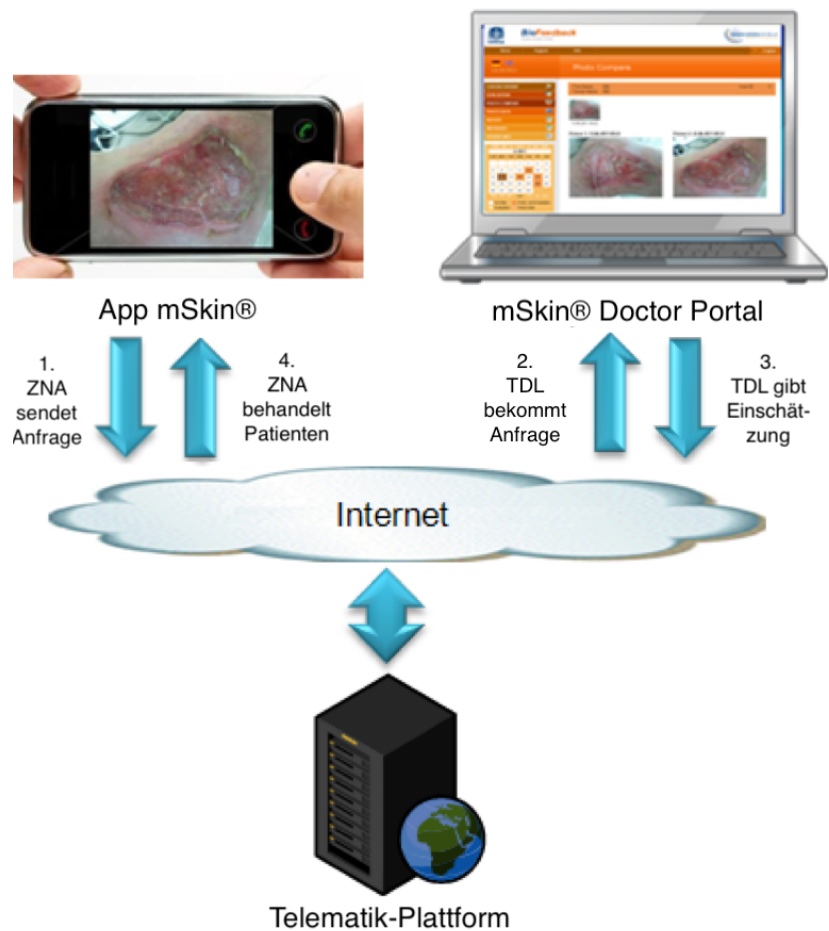 BioFeedback
Photo Compare
App mSkin®
mSkin® Doctor Portal
1.
ZNA
sendet
Anfrage
4.
ZNA
behandelt
Patienten
2.
TDL
bekommt
Anfrage
3.
TDL gibt
Einschät-
zung
Internet
Telematik-Plattform